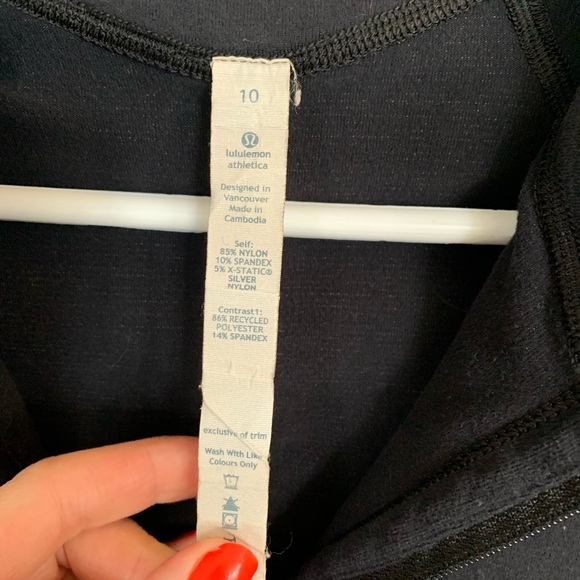 10
lululemon
athletica
Designed in
Vancouver
Made in
Cambodia
Self:
85% NYLON
10% SPANDEX
5% X-STATIC®
SILVER
NYLON
Contrast1:
86% RECYCLED
POLYESTER
14% SPANDEX
exclusive of trim
Wash With Like
Colours Only